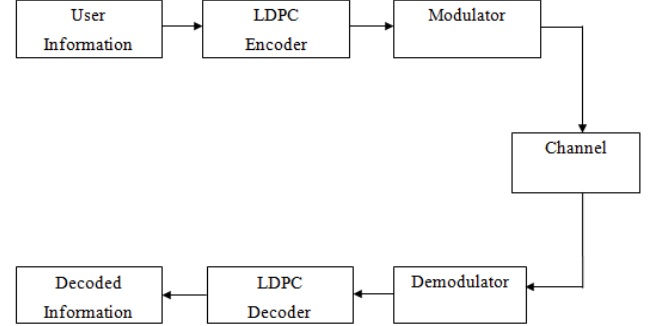 User
Information
LDPC
Encoder
Modulator
Channel
Demodulator
LDPC
Decoder
Decoded
Information